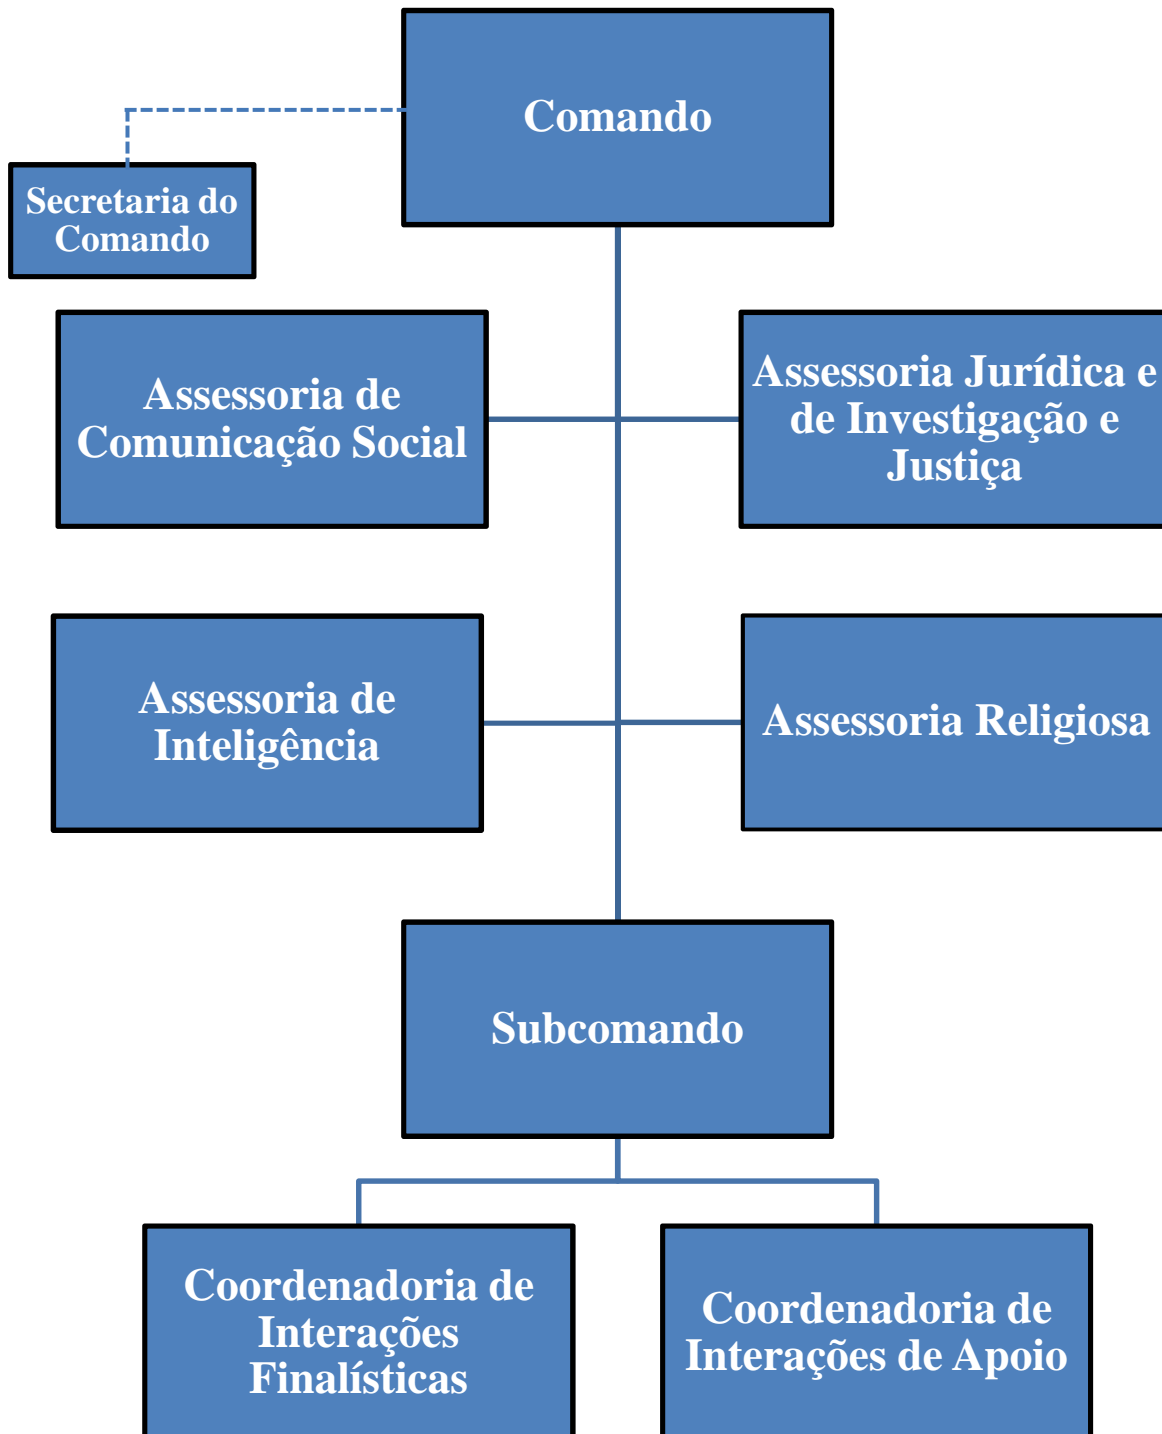 Comando
Secretaria do
Comando
Assessoria de
Comunicação Social
Assessoria Jurídica e
de Investigação e
Justiça
Assessoria de
Inteligência
Assessoria Religiosa
Subcomando
Coordenadoria de
Interações
Finalísticas
Coordenadoria de
Interações de Apoio